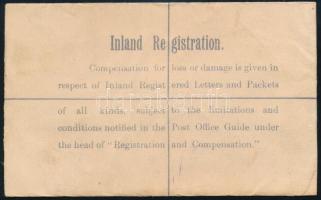 Inland Registration.
Compensation for loss or damage is given in
respect of Inland Registered Letters and Packets
of all kinds, subject to the limitations and
conditions notified in the Post Office Guide under
the head of "Registration and Compensation."